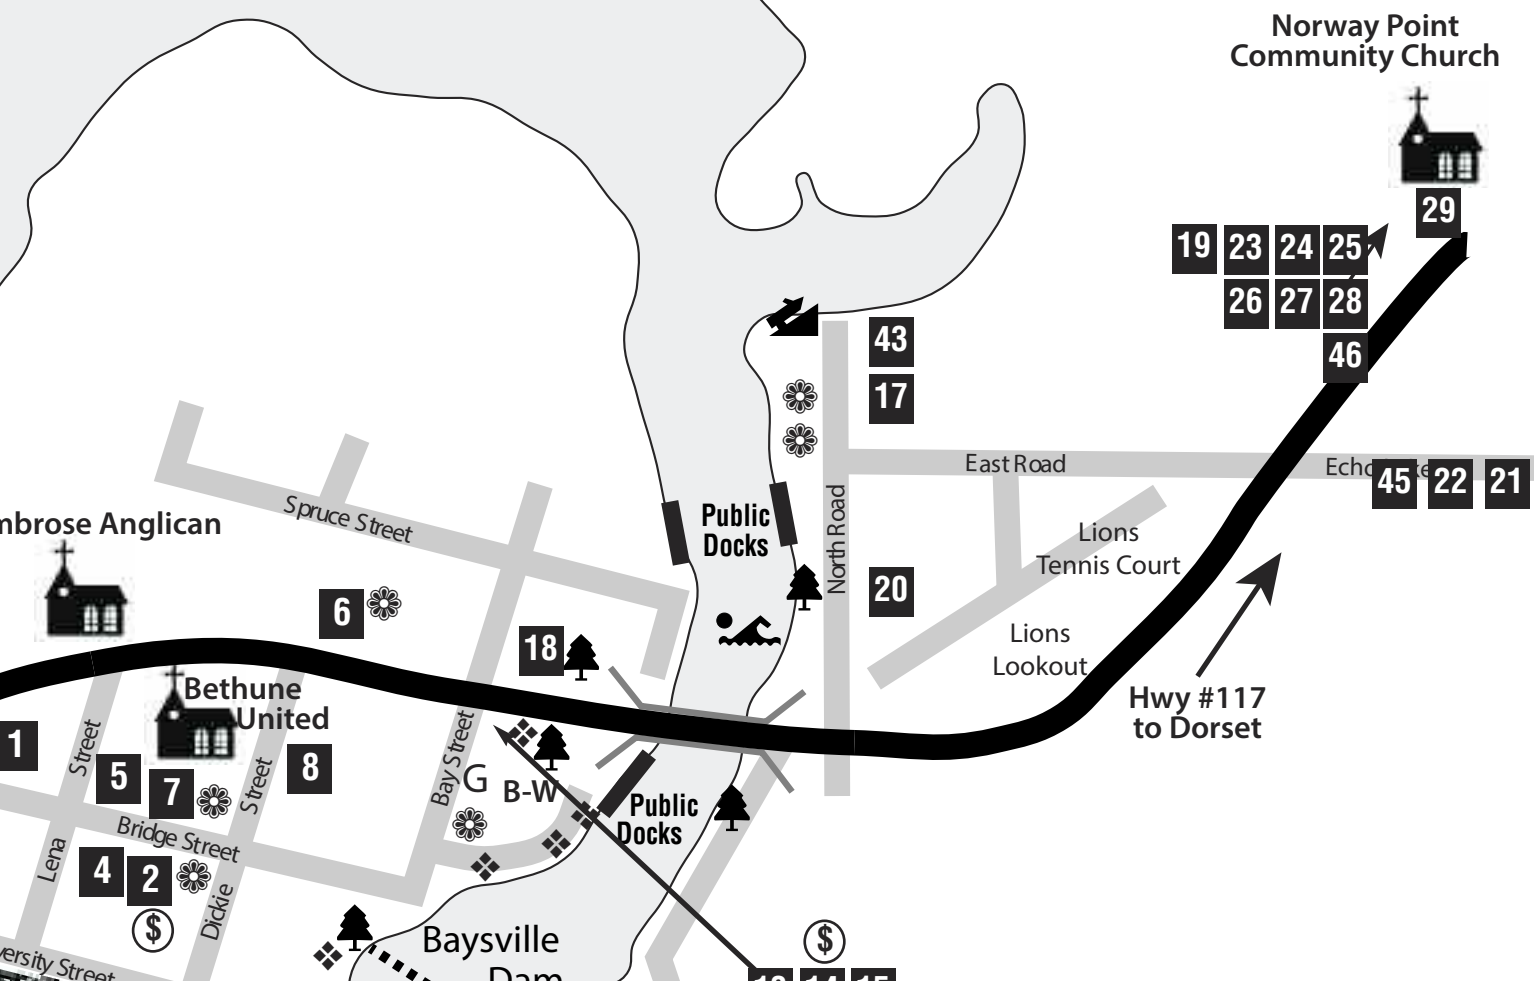 Norway Point
Community Church
29
19 23 24 25
26 27 28
46
43
17
East Road
45 22 21
Spruce Street
Public
Docks
North Road
Lions
Tennis Court
Anglican
6
20
18
Lions
Lookout
Hwy #117
to Dorset
Bethune
United
1
Street
5
7
Street
8
Bay Street
G
B-W
Public
Docks
Bridge Street
Lena
4
2
Dickie
$
$
Baysville
Dam
Street